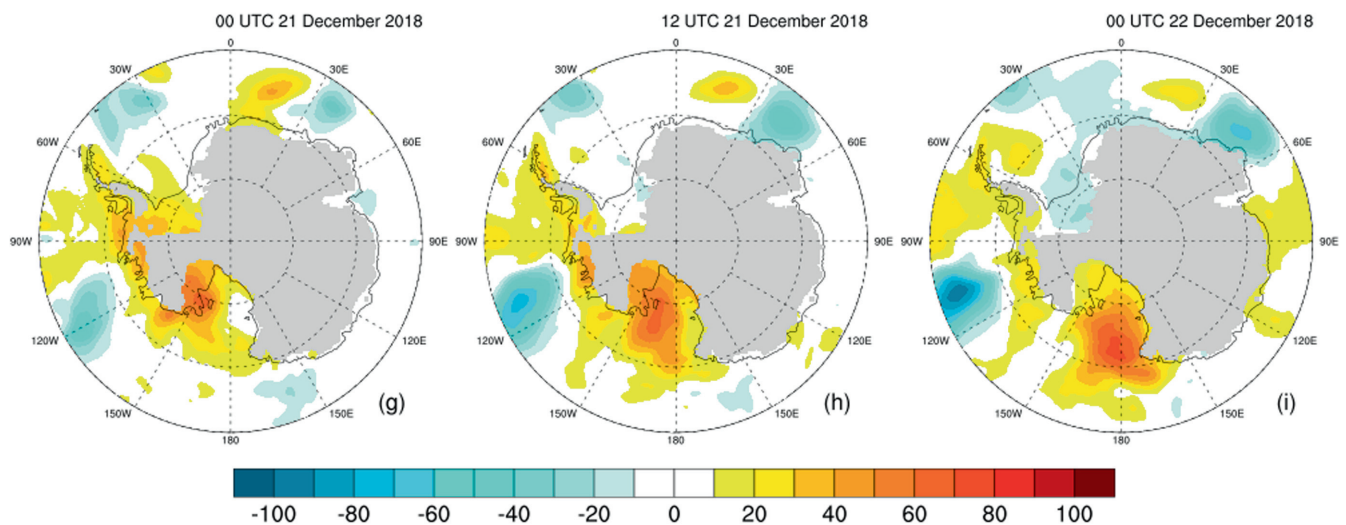 00 UTC 21 December 2018
12 UTC 21 December 2018
00 UTC 22 December 2018
0
30W
30E
60W
60E
90W
90E
120W
120E
150W
150E
180
(g)
0
30W
30E
60W
60E
90W
90E
120W
120E
150W
150E
180
(h)
0
30W
30E
60W
60E
90W
90E
120W
120E
150W
150E
180
(i)
-100 -80 -60 -40 -20 0 20 40 60 80 100